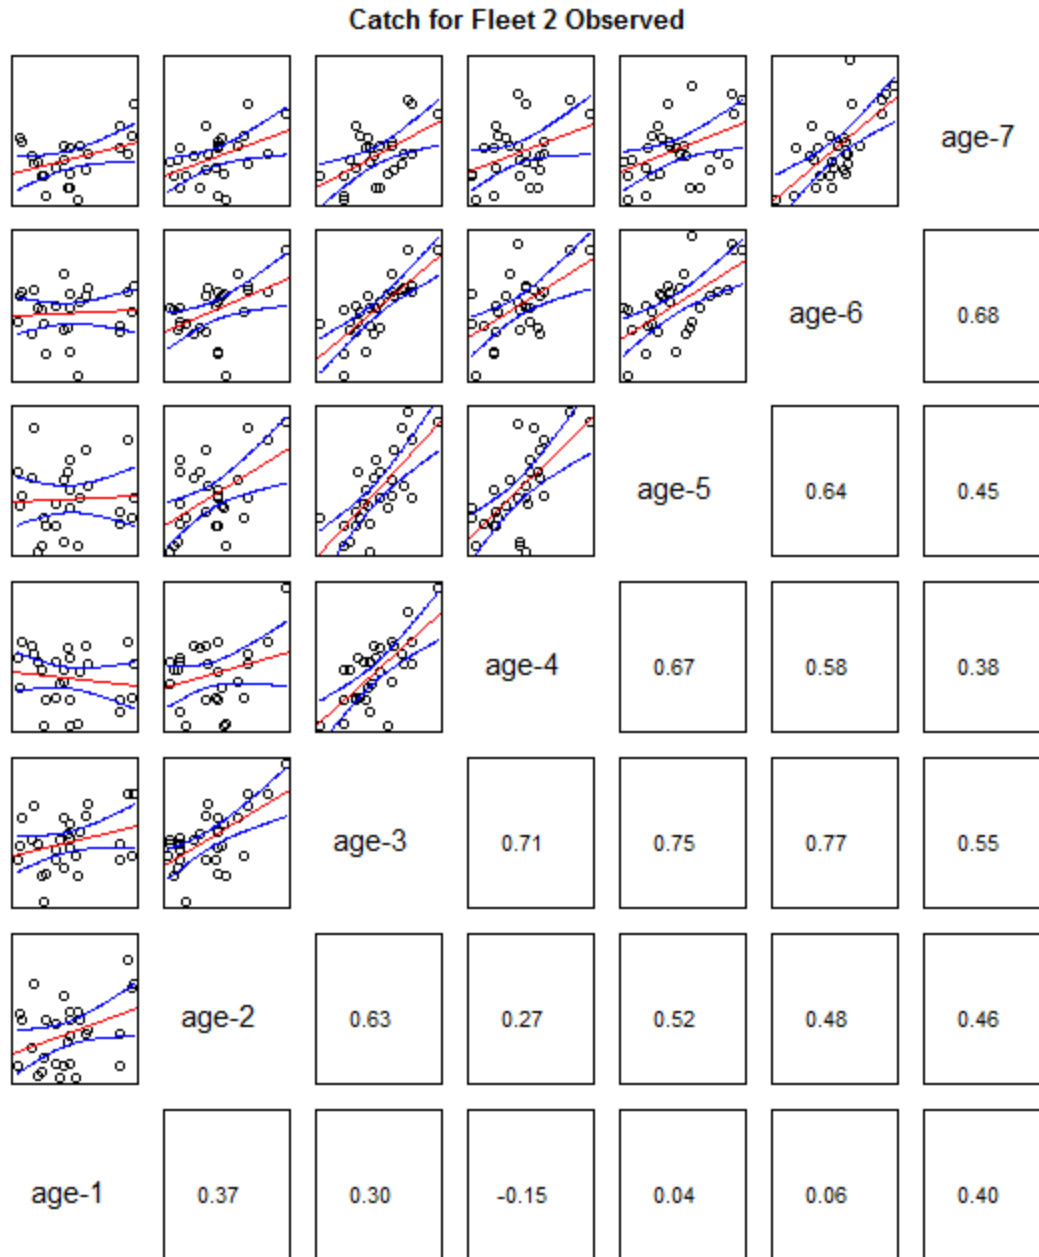 Catch for Fleet 2 Observed
age-7
age-6 0.68
age-5 0.64 0.45
age-4 0.67 0.58 0.38
age-3 0.71 0.75 0.77 0.55
age-2 0.63 0.27 0.52 0.48 0.46
age-1 0.37 0.30 -0.15 0.04 0.06 0.40